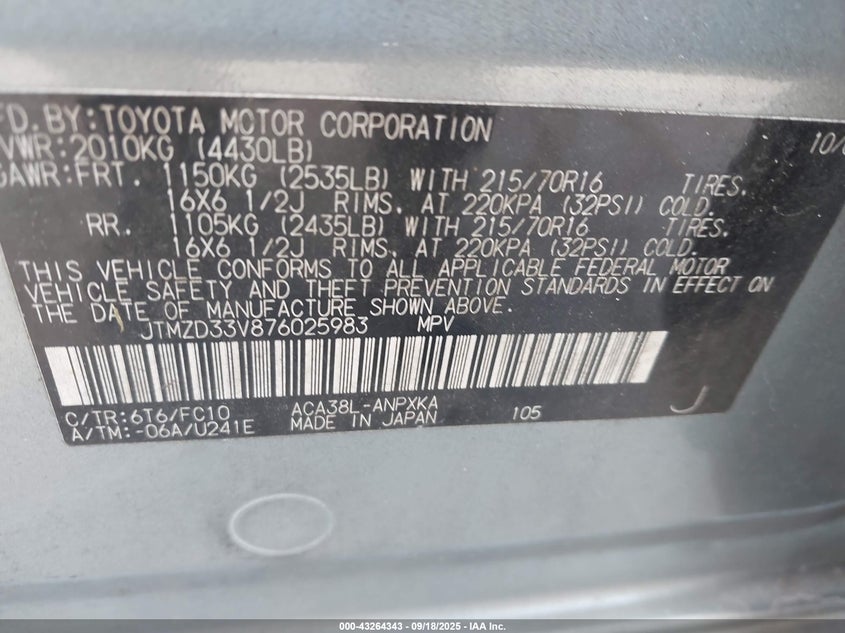 FD. BY: TOYOTA MOTOR CORPORATION 10/
VWR: 2010KG (4430LB)
GAWR: FRT. 1150KG (2535LB) WITH 215/70R16 TIRES.
16X6 1/2J RIMS. AT 220KPA (32PSI) COLD.
RR. 1105KG (2435LB) WITH 215/70R16 TIRES.
16X6 1/2J RIMS. AT 220KPA (32PSI) COLD.
THIS VEHICLE CONFORMS TO ALL APPLICABLE FEDERAL MOTOR
VEHICLE SAFETY AND THEFT PREVENTION STANDARDS IN EFFECT ON
THE DATE OF MANUFACTURE SHOWN ABOVE.
JTMZD33V876025983 MPV
C/TR: 6T6/FC10 ACA38L-ANPXKA 105 J
A/TM: -06A/U241E MADE IN JAPAN
000-43264343 - 09/18/2025 - IAA Inc.